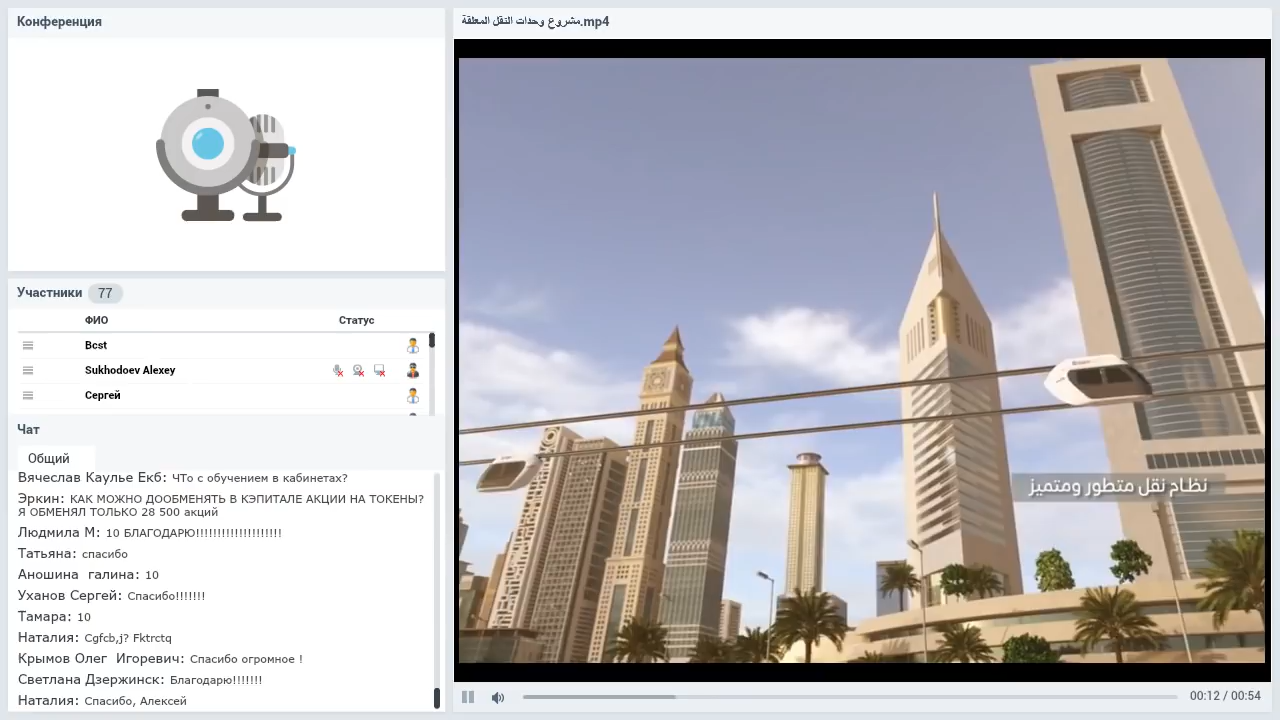 Конференция
Участники 77
ФИО Статус
Bcst
Sukhodoev Alexey
Сергей
Чат
Общий
Вячеслав Каулье Екб: ЧТо с обучением в кабинетах?
Эркин: КАК МОЖНО ДООБМЕНЯТЬ В КЭПИТАЛЕ АКЦИИ НА ТОКЕНЫ?
Я ОБМЕНЯЛ ТОЛЬКО 28 500 акций
Людмила М: 10 БЛАГОДАРЮ!!!!!!!!!!!!!!!!!!!!
Татьяна: спасибо
Аношина галина: 10
Уханов Сергей: Спасибо!!!!!!!
Тамара: 10
Наталия: Cgfcb,j? Fktrctq
Крымов Олег Игоревич: Спасибо огромное !
Светлана Дзержинск: Благодарю!!!!!!!
Наталия: Спасибо, Алексей
مشروع وحدات النقل المعلقة.mp4
نظام نقل متطور ومتميز
00:12 / 00:54